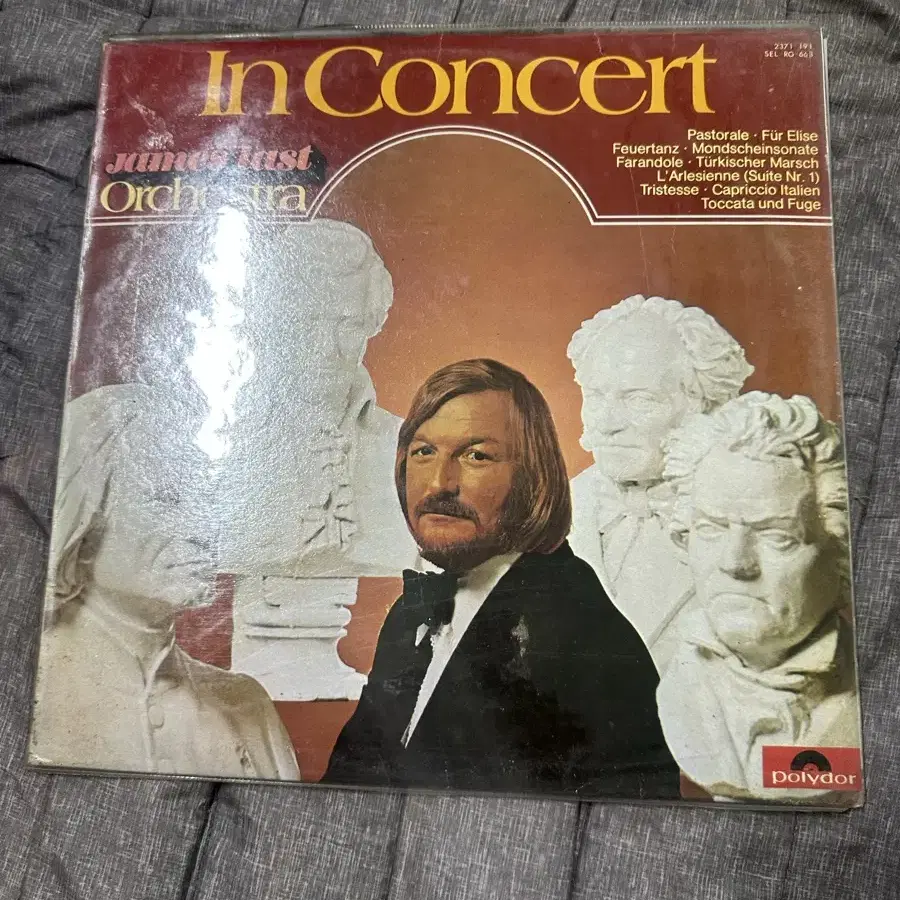 2371 191
SEL RG 663
In Concert
James Last
Orchestra
Pastorale · Für Elise
Feuertanz · Mondscheinsonate
Farandole · Türkischer Marsch
L'Arlesienne (Suite Nr. 1)
Tristesse · Capriccio Italien
Toccata und Fuge
polydor